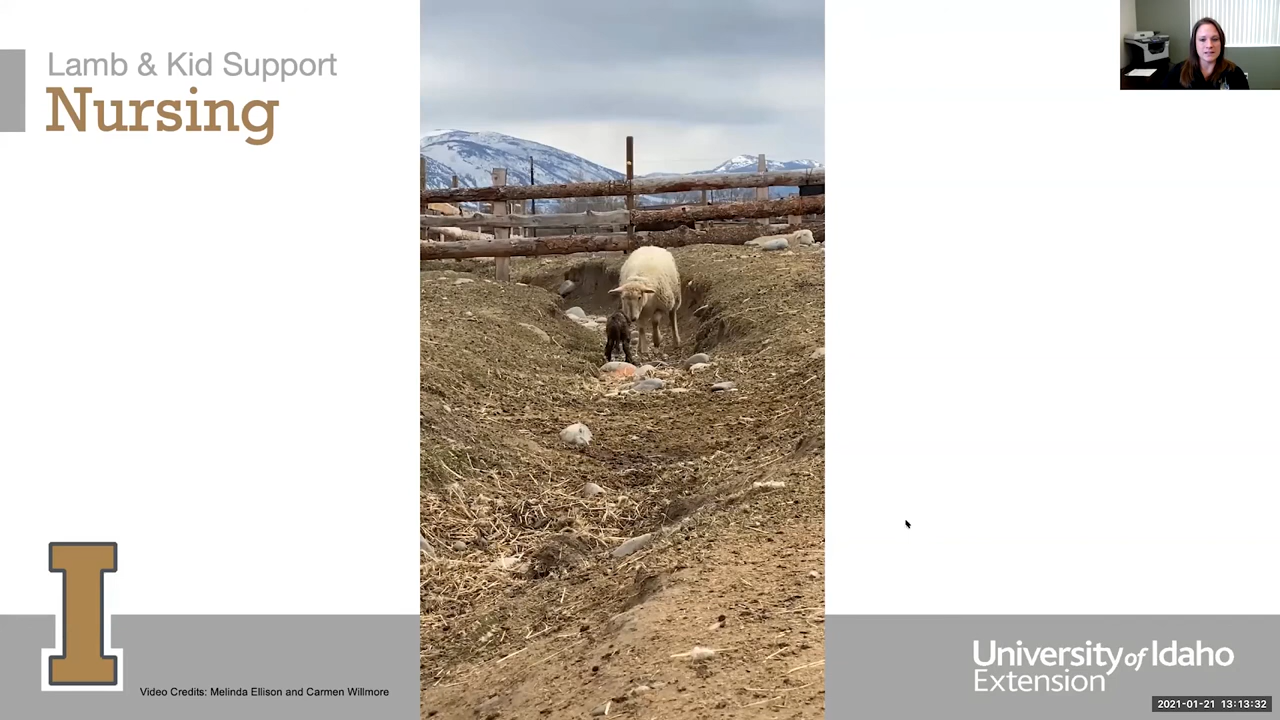 Lamb & Kid Support
Nursing
I
Video Credits: Melinda Ellison and Carmen Willmore
University of Idaho
Extension
2021-01-21 13:13:32